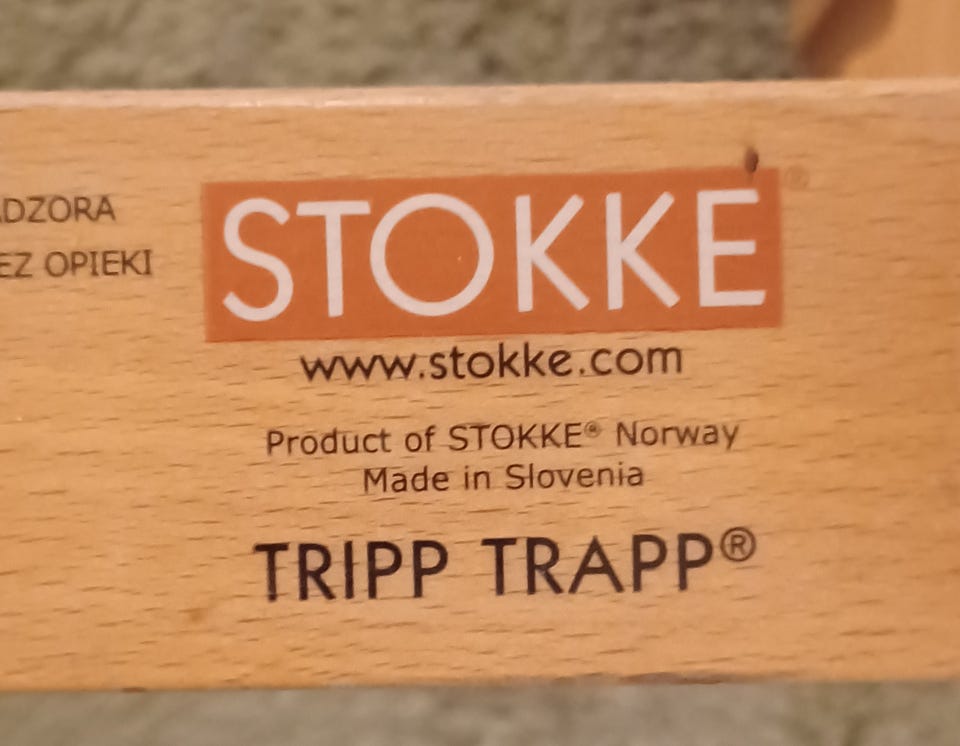 ADZORA
EZ OPIEKI
STOKKE®
www.stokke.com
Product of STOKKE® Norway
Made in Slovenia
TRIPP TRAPP®